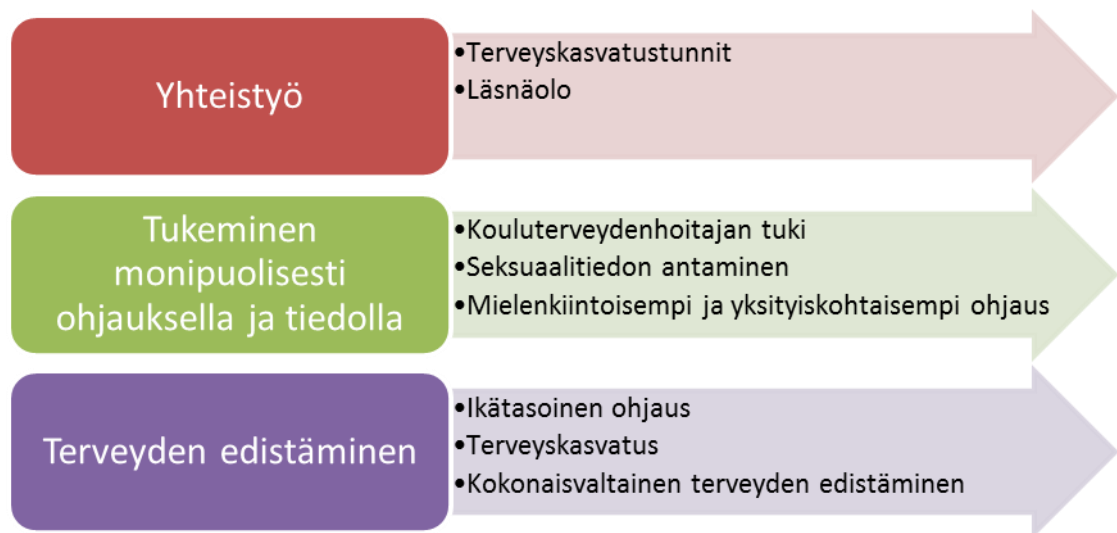 Yhteistyö
•Terveyskasvatustunnit
•Läsnäolo
Tukeminen
monipuolisesti
ohjauksella ja tiedolla
•Kouluterveydenhoitajan tuki
•Seksuaalitiedon antaminen
•Mielenkiintoisempi ja yksityiskohtaisempi ohjaus
Terveyden edistäminen
•Ikätasoinen ohjaus
•Terveyskasvatus
•Kokonaisvaltainen terveyden edistäminen